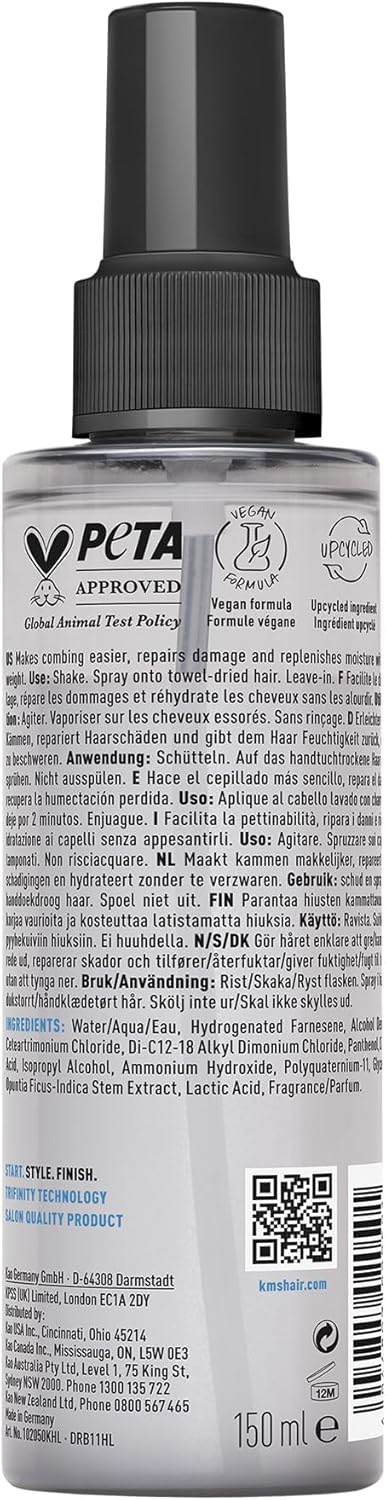 PETA
APPROVED
Global Animal Test Policy
VEGAN
FORMULA
Vegan formula
Formule végane
UPCYCLED
Upcycled ingredient
Ingrédient upcyclé
US Makes combing easier, repairs damage and replenishes moisture
weight. Use: Shake. Spray onto towel-dried hair. Leave-in. F Facilite le
lage, répare les dommages et réhydrate les cheveux sans les alourdir.
tion: Agiter. Vaporiser sur les cheveux essorés. Sans rinçage. D
Kämmen, repariert Haarschäden und gibt dem Haar Feuchtigkeit zurück,
zu beschweren. Anwendung: Schütteln. Auf das handtuchtrockene
sprühen. Nicht ausspülen. E Hace el cepillado más sencillo, repara el
recupera la humectación perdida. Uso: Aplique al cabello lavado con
deje por 2 minutos. Enjuague. I Facilita la pettinabilità, ripara i danni
idratazione ai capelli senza appesantirli. Uso: Agitare. Spruzzare sui
tamponati. Non risciacquare. NL Maakt kammen makkelijker,
schadigingen en hydrateert zonder te verzwaren. Gebruik: schud en
handdoekdroog haar. Spoel niet uit. FIN Parantaa hiusten
korjaa vaurioita ja kosteuttaa latistamatta hiuksia. Käyttö: Ravista.
pyyhekuiviin hiuksiin. Ei huuhdella. N/S/DK Gör håret enklare att
rede ud, reparerar skador och tilfører/återfuktar/giver fuktighet/fugt til
utan att tynga ner. Bruk/Användning: Rist/Skaka/Ryst flasken. Spray
dukstorrt/håndklædetørt hår. Skölj inte ur/Skal ikke skylles ud.
INGREDIENTS: Water/Aqua/Eau, Hydrogenated Farnesene, Alcohol
Ceteartrimonium Chloride, Di-C12-18 Alkyl Dimonium Chloride, Panthenol,
Acid, Isopropyl Alcohol, Ammonium Hydroxide, Polyquaternium-11,
Opuntia Ficus-Indica Stem Extract, Lactic Acid, Fragrance/Parfum.
START. STYLE. FINISH.
TRIFINITY TECHNOLOGY
SALON QUALITY PRODUCT
kmshair.com
Kao Germany GmbH · D-64308 Darmstadt
KPSS (UK) Limited, London EC1A 2DY
Distributed by:
Kao USA Inc., Cincinnati, Ohio 45214
Kao Canada Inc., Mississauga, ON, L5W 0E3
Kao Australia Pty Ltd, Level 1, 75 King St,
Sydney NSW 2000. Phone 1300 135 722
Kao New Zealand Ltd, Phone 0800 567 465
Made in Germany
Art. No. 102050KHL · DRB11HL
12M
150 ml e